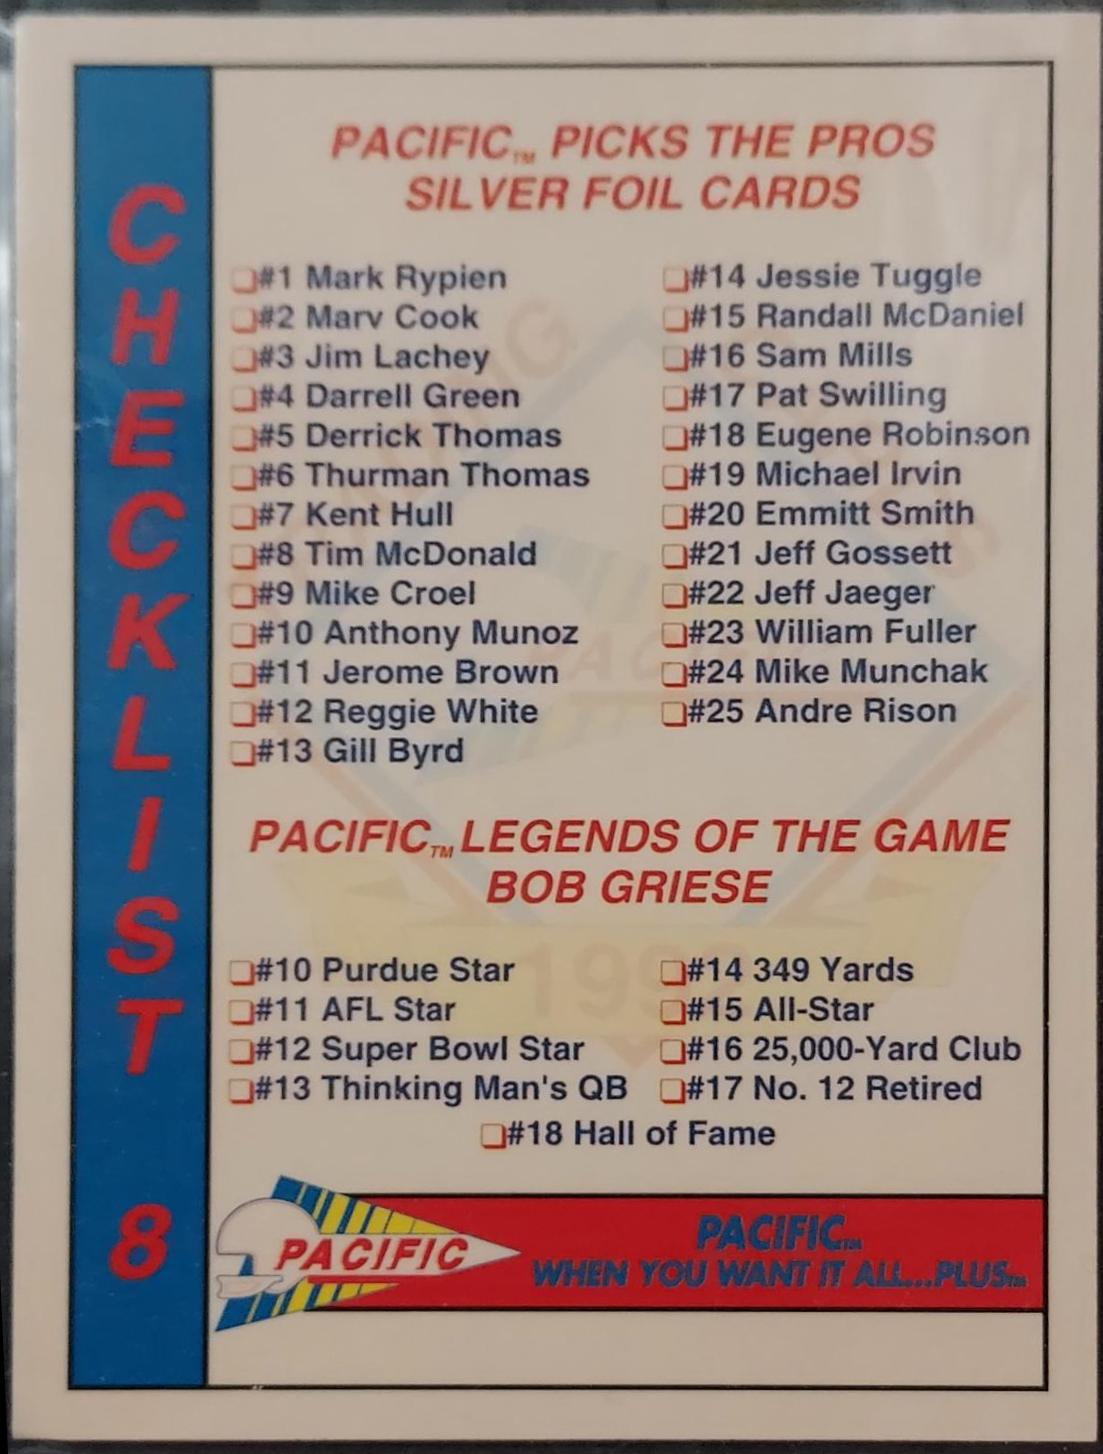 CHECKLIST 8
PACIFIC™ PICKS THE PROS
SILVER FOIL CARDS
#1 Mark Rypien
#2 Marv Cook
#3 Jim Lachey
#4 Darrell Green
#5 Derrick Thomas
#6 Thurman Thomas
#7 Kent Hull
#8 Tim McDonald
#9 Mike Croel
#10 Anthony Munoz
#11 Jerome Brown
#12 Reggie White
#13 Gill Byrd
#14 Jessie Tuggle
#15 Randall McDaniel
#16 Sam Mills
#17 Pat Swilling
#18 Eugene Robinson
#19 Michael Irvin
#20 Emmitt Smith
#21 Jeff Gossett
#22 Jeff Jaeger
#23 William Fuller
#24 Mike Munchak
#25 Andre Rison
PACIFIC™ LEGENDS OF THE GAME
BOB GRIESE
#10 Purdue Star
#11 AFL Star
#12 Super Bowl Star
#13 Thinking Man's QB
#14 349 Yards
#15 All-Star
#16 25,000-Yard Club
#17 No. 12 Retired
#18 Hall of Fame
PACIFIC
PACIFIC™
WHEN YOU WANT IT ALL...PLUS™